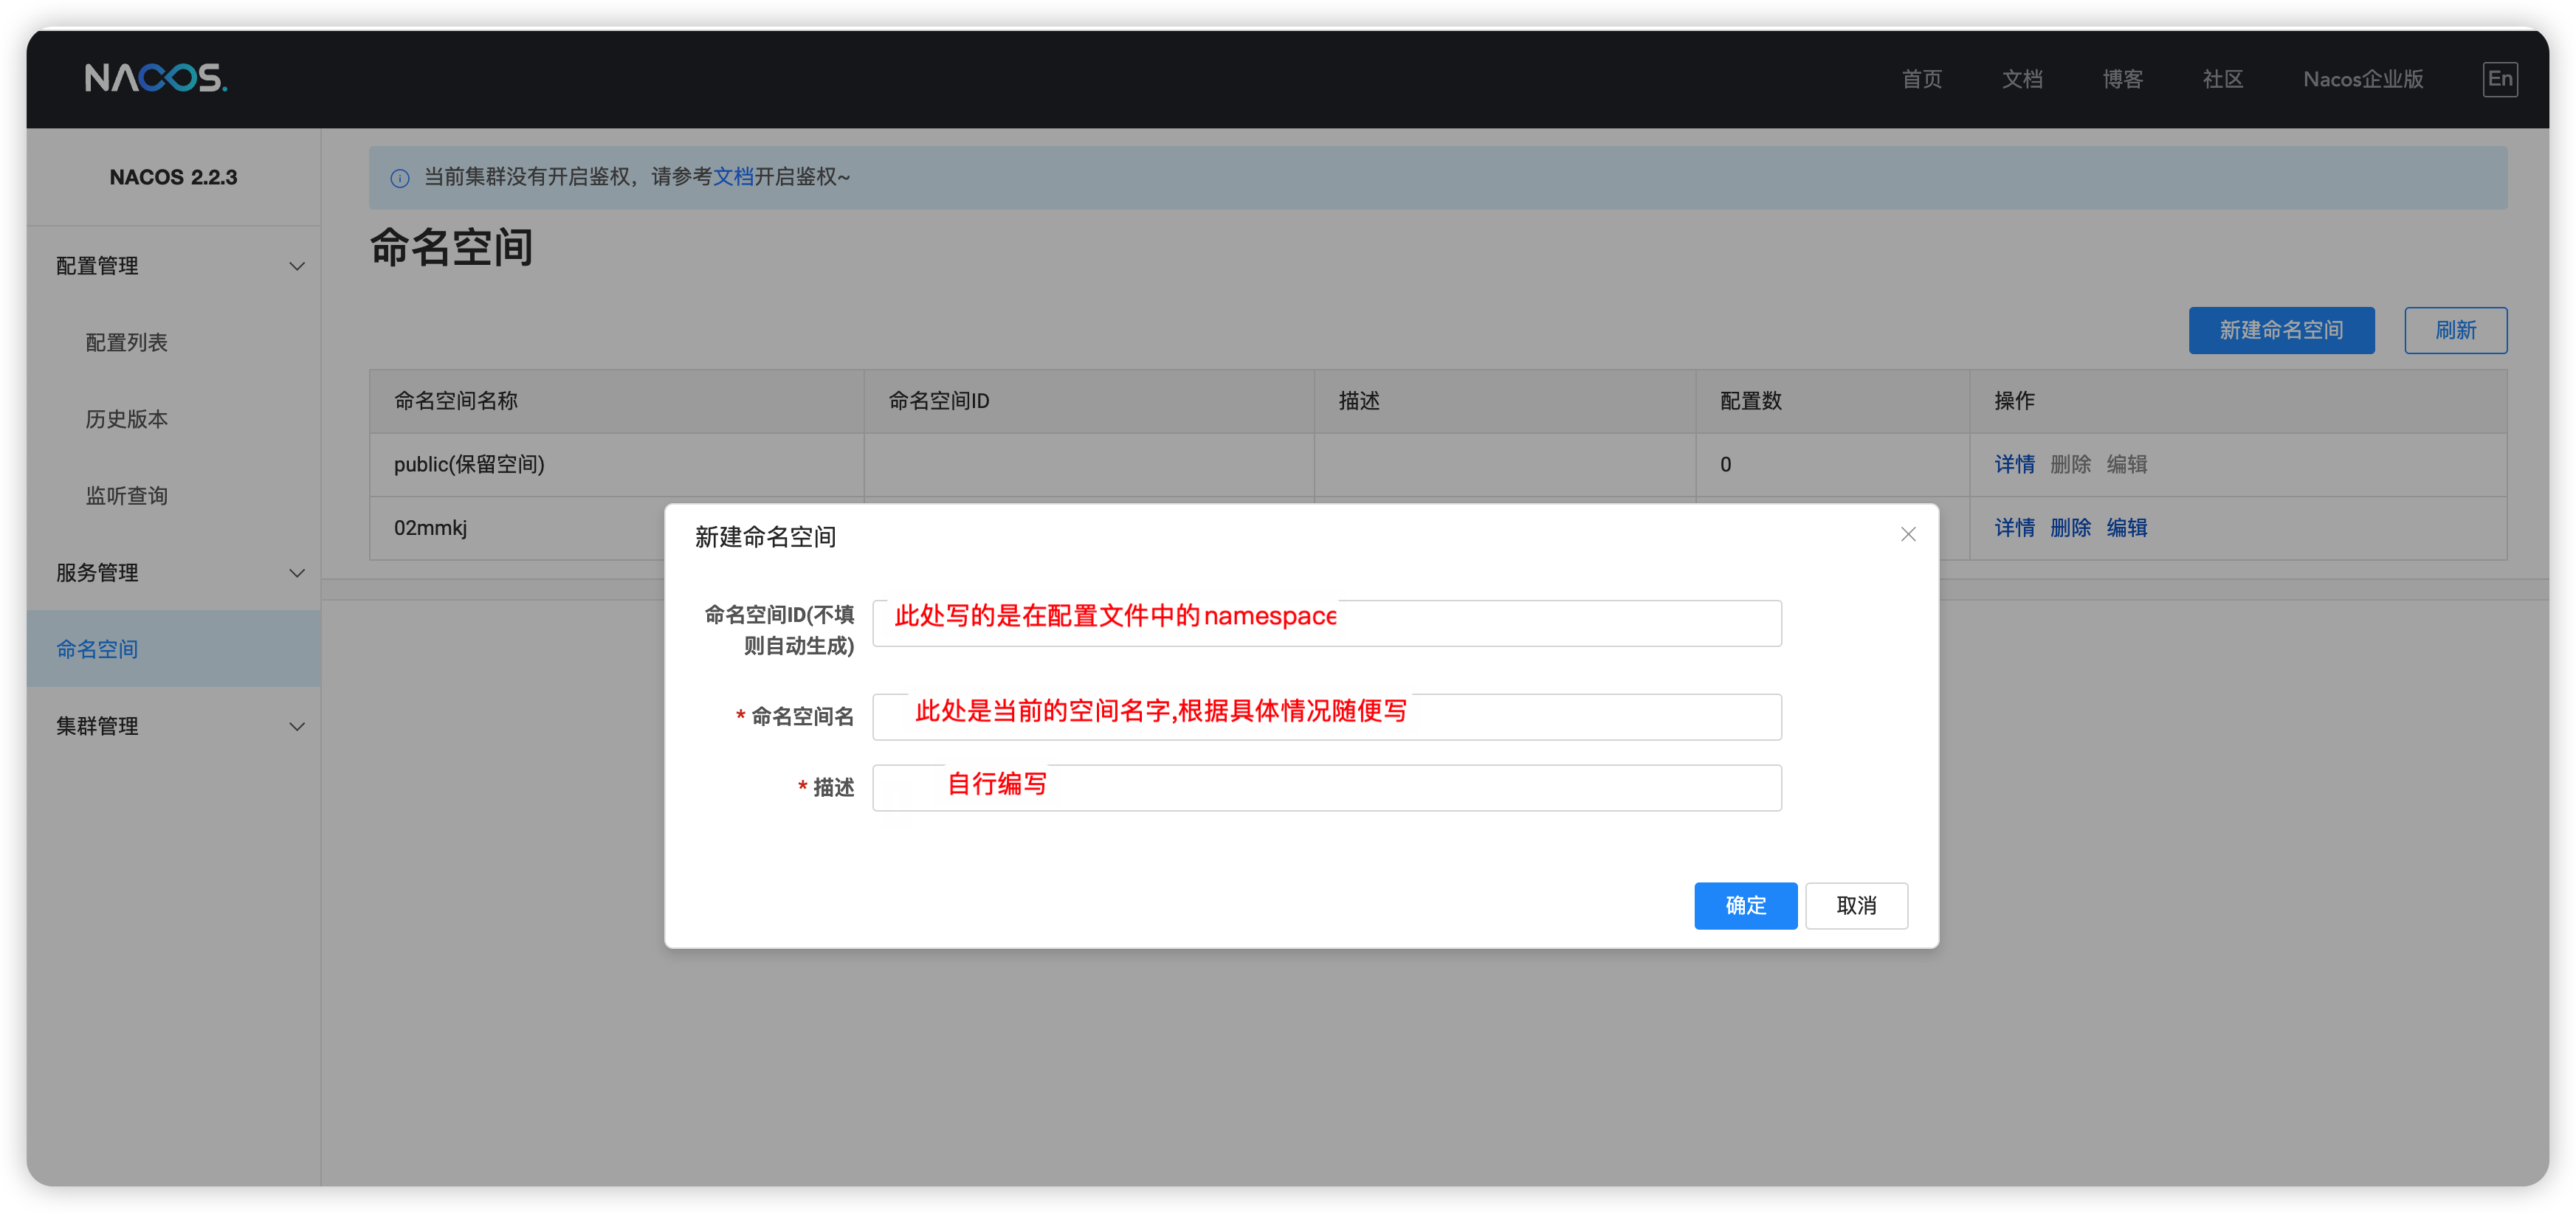 NACOS.
首页 文档 博客 社区 Nacos企业版 En
NACOS 2.2.3
配置管理
配置列表
历史版本
监听查询
服务管理
命名空间
集群管理
当前集群没有开启鉴权，请参考文档开启鉴权~
命名空间
新建命名空间 刷新
命名空间名称 命名空间ID 描述 配置数 操作
public(保留空间) 0 详情 删除 编辑
02mmkj 详情 删除 编辑
新建命名空间
命名空间ID(不填
则自动生成)
此处写的是在配置文件中的namespace
* 命名空间名
此处是当前的空间名字,根据具体情况随便写
* 描述
自行编写
确定 取消